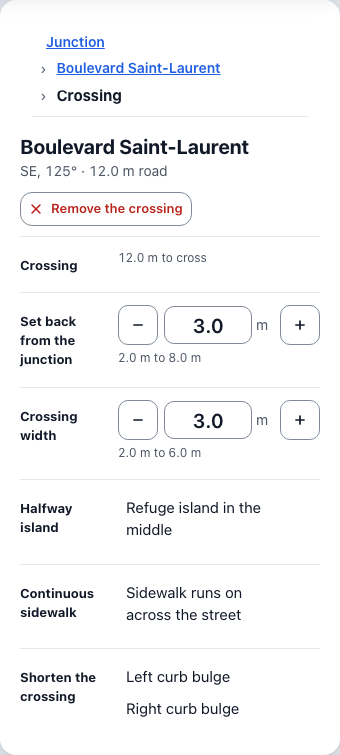 Junction
› Boulevard Saint-Laurent
› Crossing
Boulevard Saint-Laurent
SE, 125° · 12.0 m road
✕ Remove the crossing
Crossing
12.0 m to cross
Set back
from the
junction
− 3.0 m +
2.0 m to 8.0 m
Crossing
width
− 3.0 m +
2.0 m to 6.0 m
Halfway
island
Refuge island in the
middle
Continuous
sidewalk
Sidewalk runs on
across the street
Shorten the
crossing
Left curb bulge
Right curb bulge